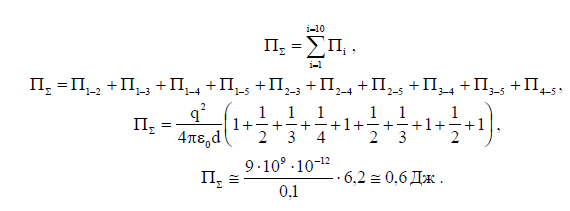 Π_Σ = ∑_{i=1}^{i=10} Π_i ,
Π_Σ = Π_{1–2} + Π_{1–3} + Π_{1–4} + Π_{1–5} + Π_{2–3} + Π_{2–4} + Π_{2–5} + Π_{3–4} + Π_{3–5} + Π_{4–5},
Π_Σ = q²/(4πε₀d) (1 + 1/2 + 1/3 + 1/4 + 1 + 1/2 + 1/3 + 1 + 1/2 + 1),
Π_Σ ≅ (9·10⁹·10⁻¹²)/(0,1) · 6,2 ≅ 0,6 Дж .